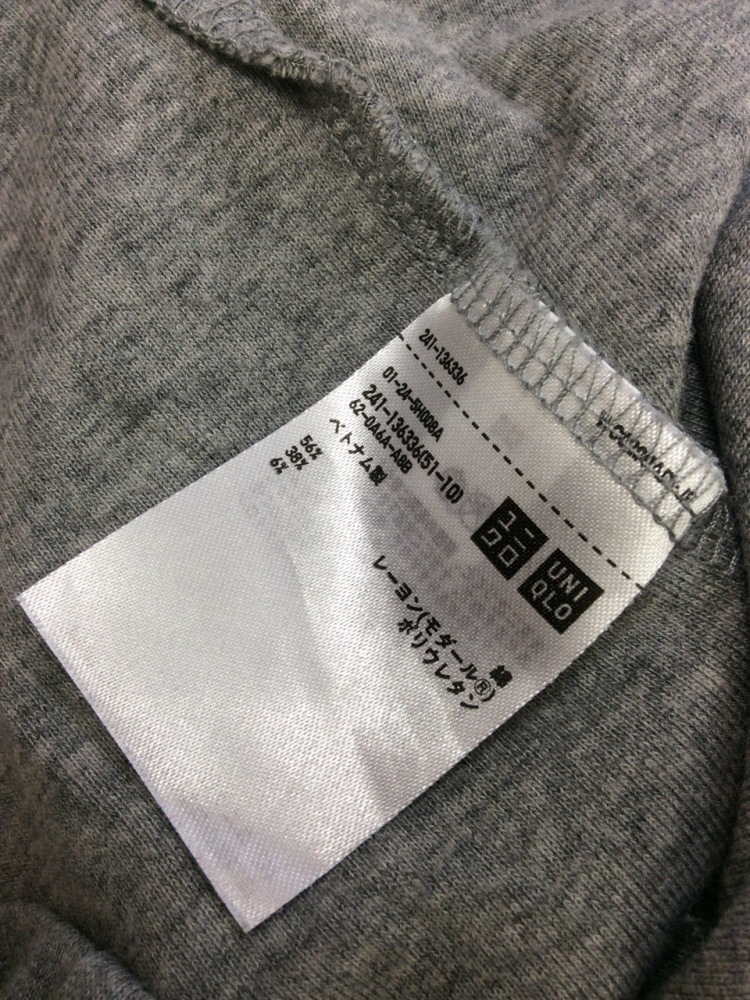 241-136336
ユニ
クロ
UNI
QLO
綿
レーヨン(モダール®)
ポリウレタン
56%
38%
6%
ベトナム製
62-0A6A-A8B
241-136336(51-10)
01-24-5H008A